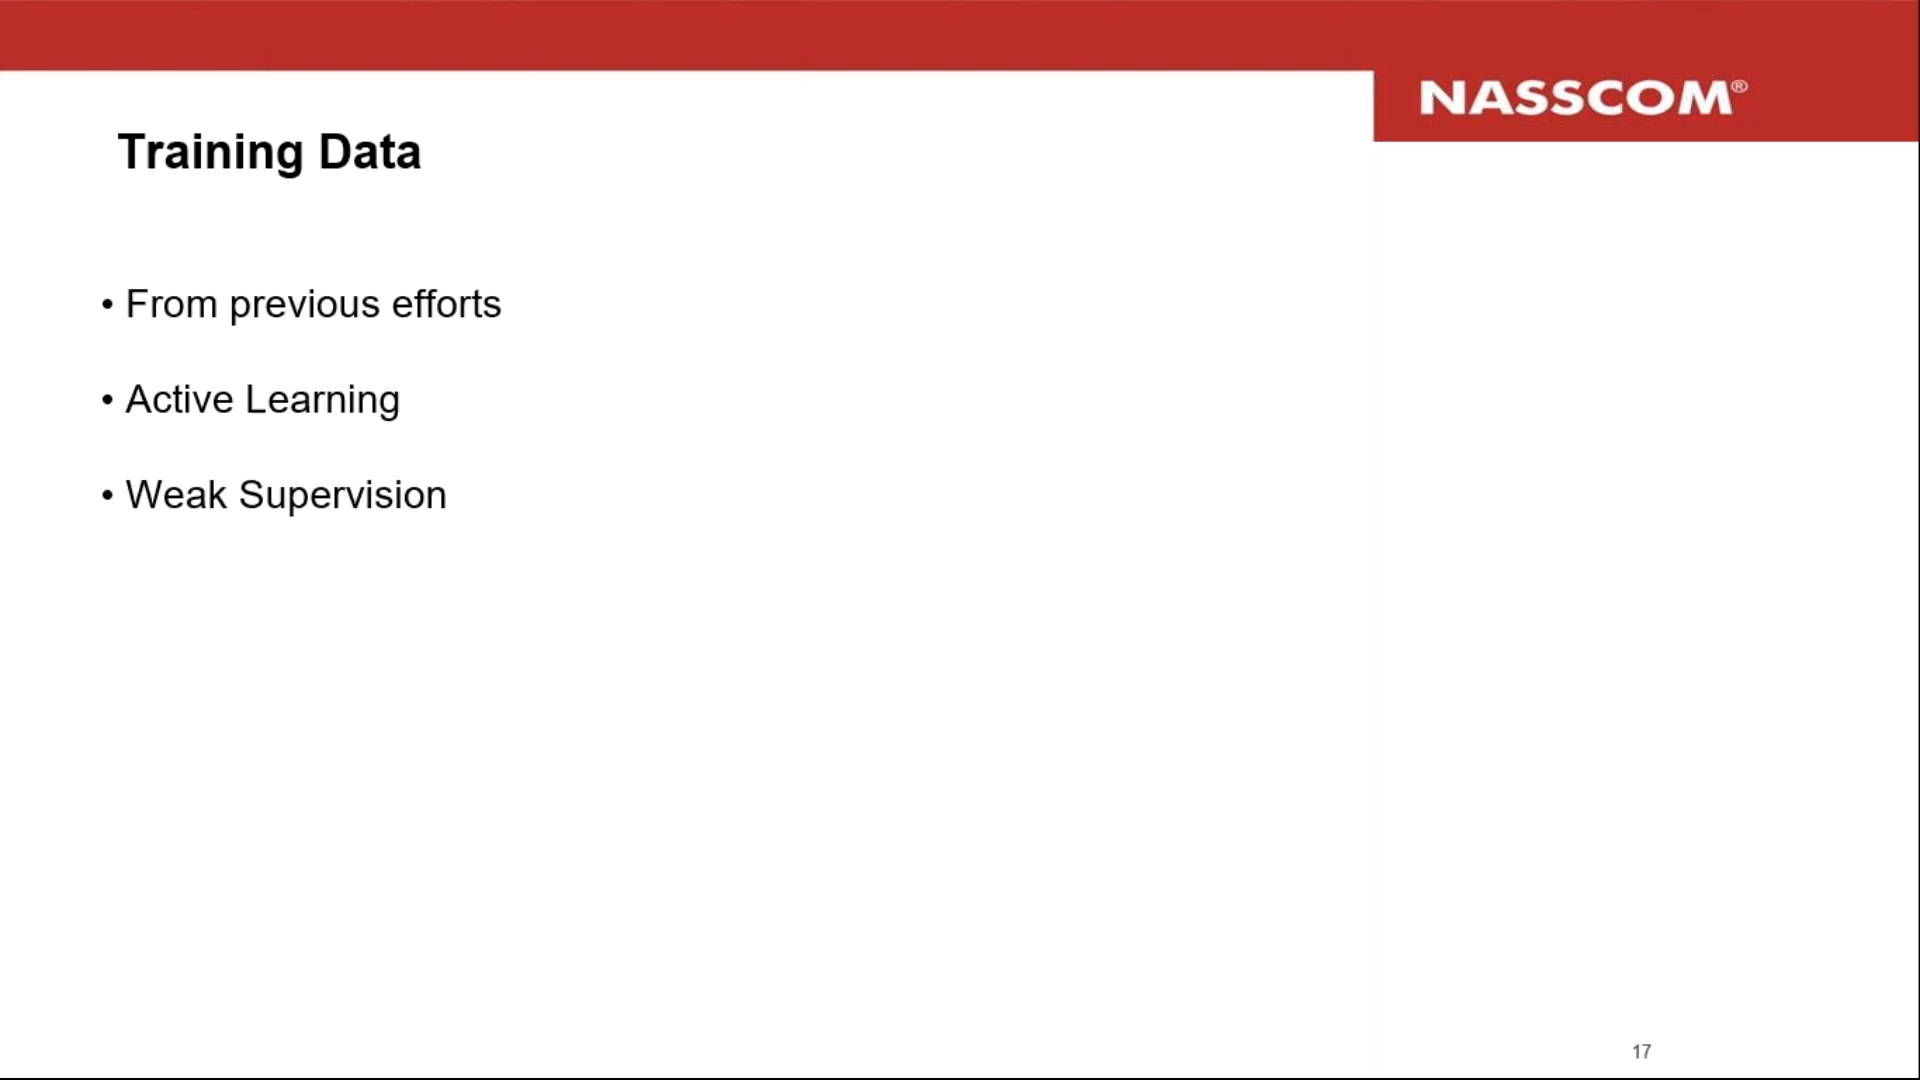 NASSCOM®
Training Data
• From previous efforts
• Active Learning
• Weak Supervision
17